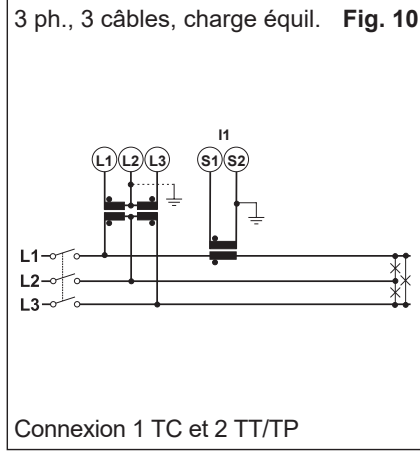 3 ph., 3 câbles, charge équil. Fig. 10
I1
L1 L2 L3 S1 S2
L1
L2
L3
Connexion 1 TC et 2 TT/TP